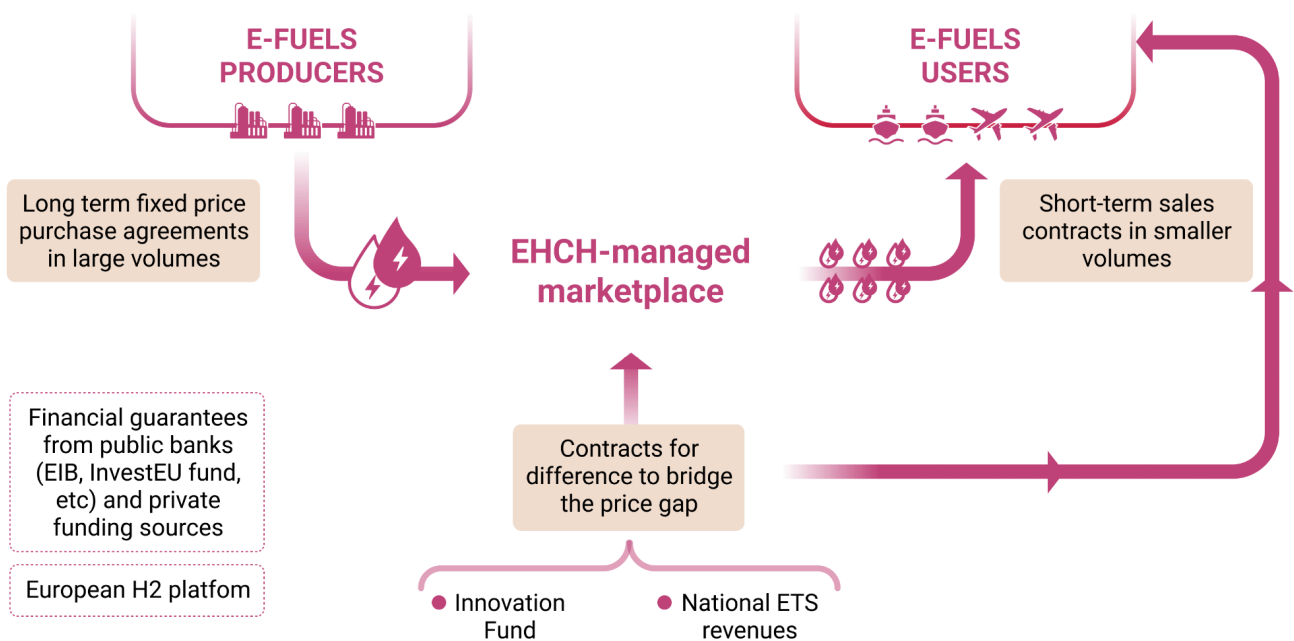 E-FUELS
PRODUCERS
E-FUELS
USERS
Long term fixed price
purchase agreements
in large volumes
EHCH-managed
marketplace
Short-term sales
contracts in smaller
volumes
Financial guarantees
from public banks
(EIB, InvestEU fund,
etc) and private
funding sources
European H2 platfom
Contracts for
difference to bridge
the price gap
Innovation
Fund
National ETS
revenues